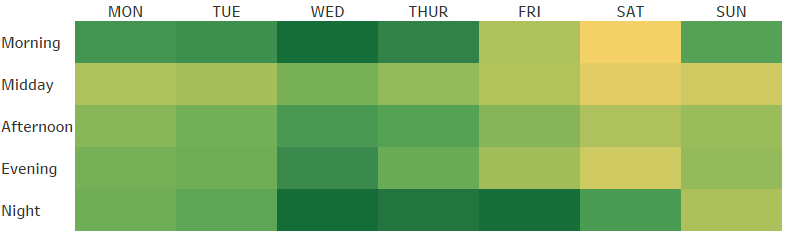 MON TUE WED THUR FRI SAT SUN
Morning
Midday
Afternoon
Evening
Night